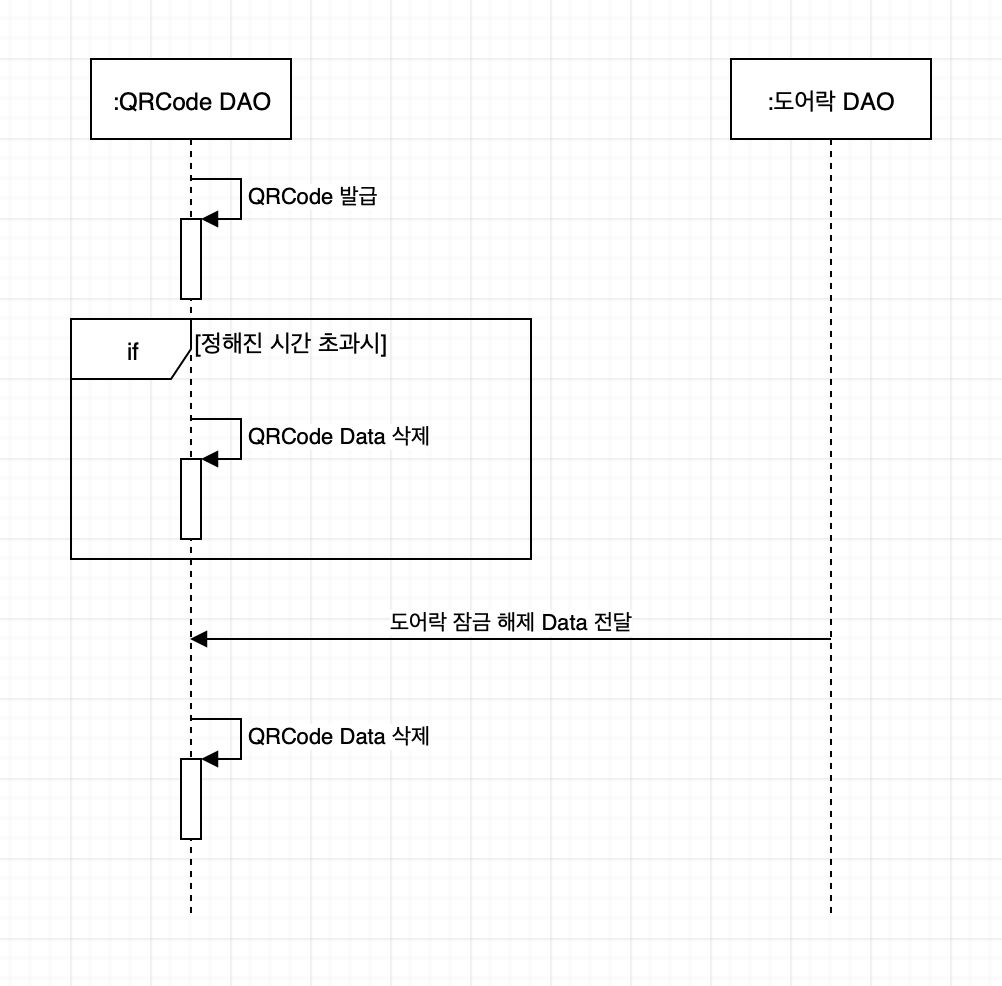 :QRCode DAO
:도어락 DAO
QRCode 발급
if
[정해진 시간 초과시]
QRCode Data 삭제
도어락 잠금 해제 Data 전달
QRCode Data 삭제